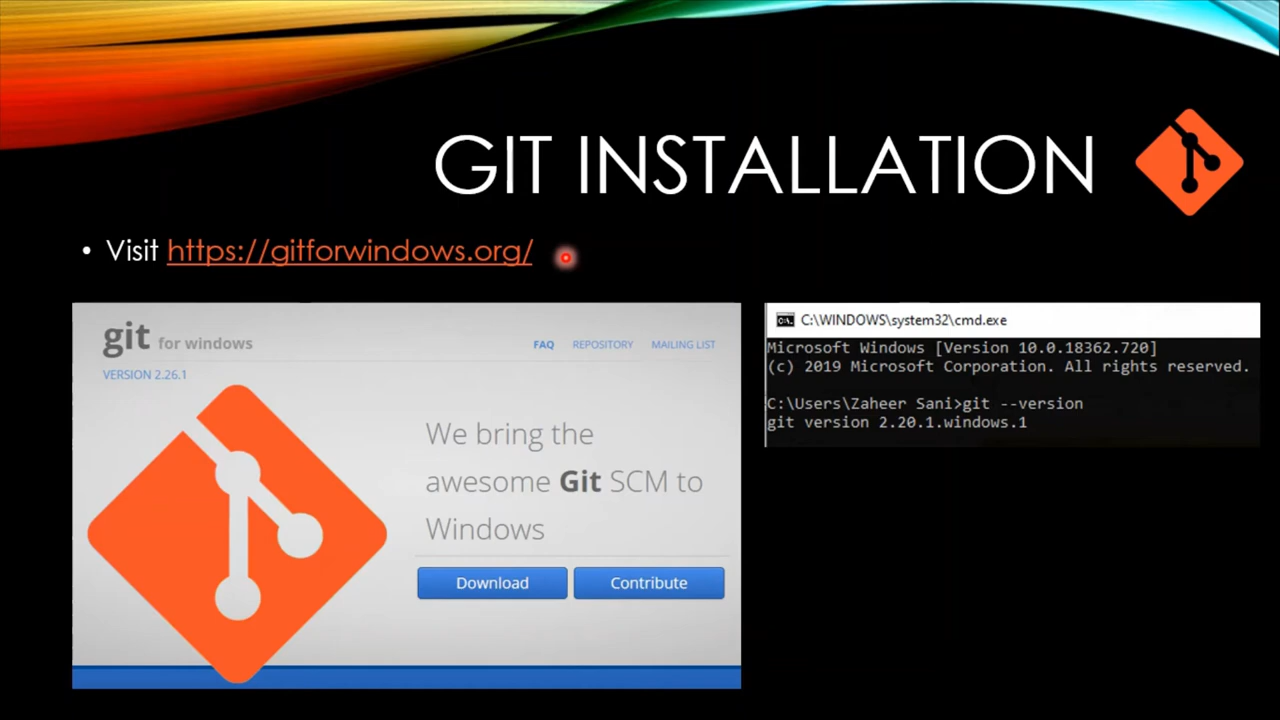 GIT INSTALLATION
• Visit https://gitforwindows.org/
git for windows
FAQ REPOSITORY MAILING LIST
VERSION 2.26.1
We bring the
awesome Git SCM to
Windows
Download Contribute
C:\WINDOWS\system32\cmd.exe
Microsoft Windows [Version 10.0.18362.720]
(c) 2019 Microsoft Corporation. All rights reserved.
C:\Users\Zaheer Sani>git --version
git version 2.20.1.windows.1